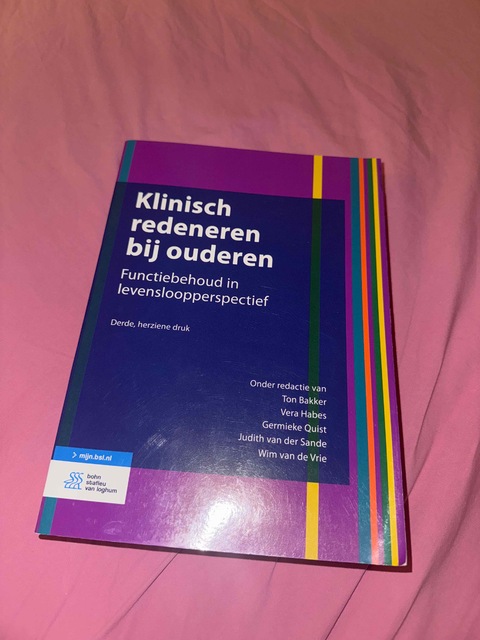 Klinisch
redeneren
bij ouderen
Functiebehoud in
levensloopperspectief
Derde, herziene druk
Onder redactie van
Ton Bakker
Vera Habes
Germieke Quist
Judith van der Sande
Wim van de Vrie
> mijn.bsl.nl
bohn
stafleu
van loghum